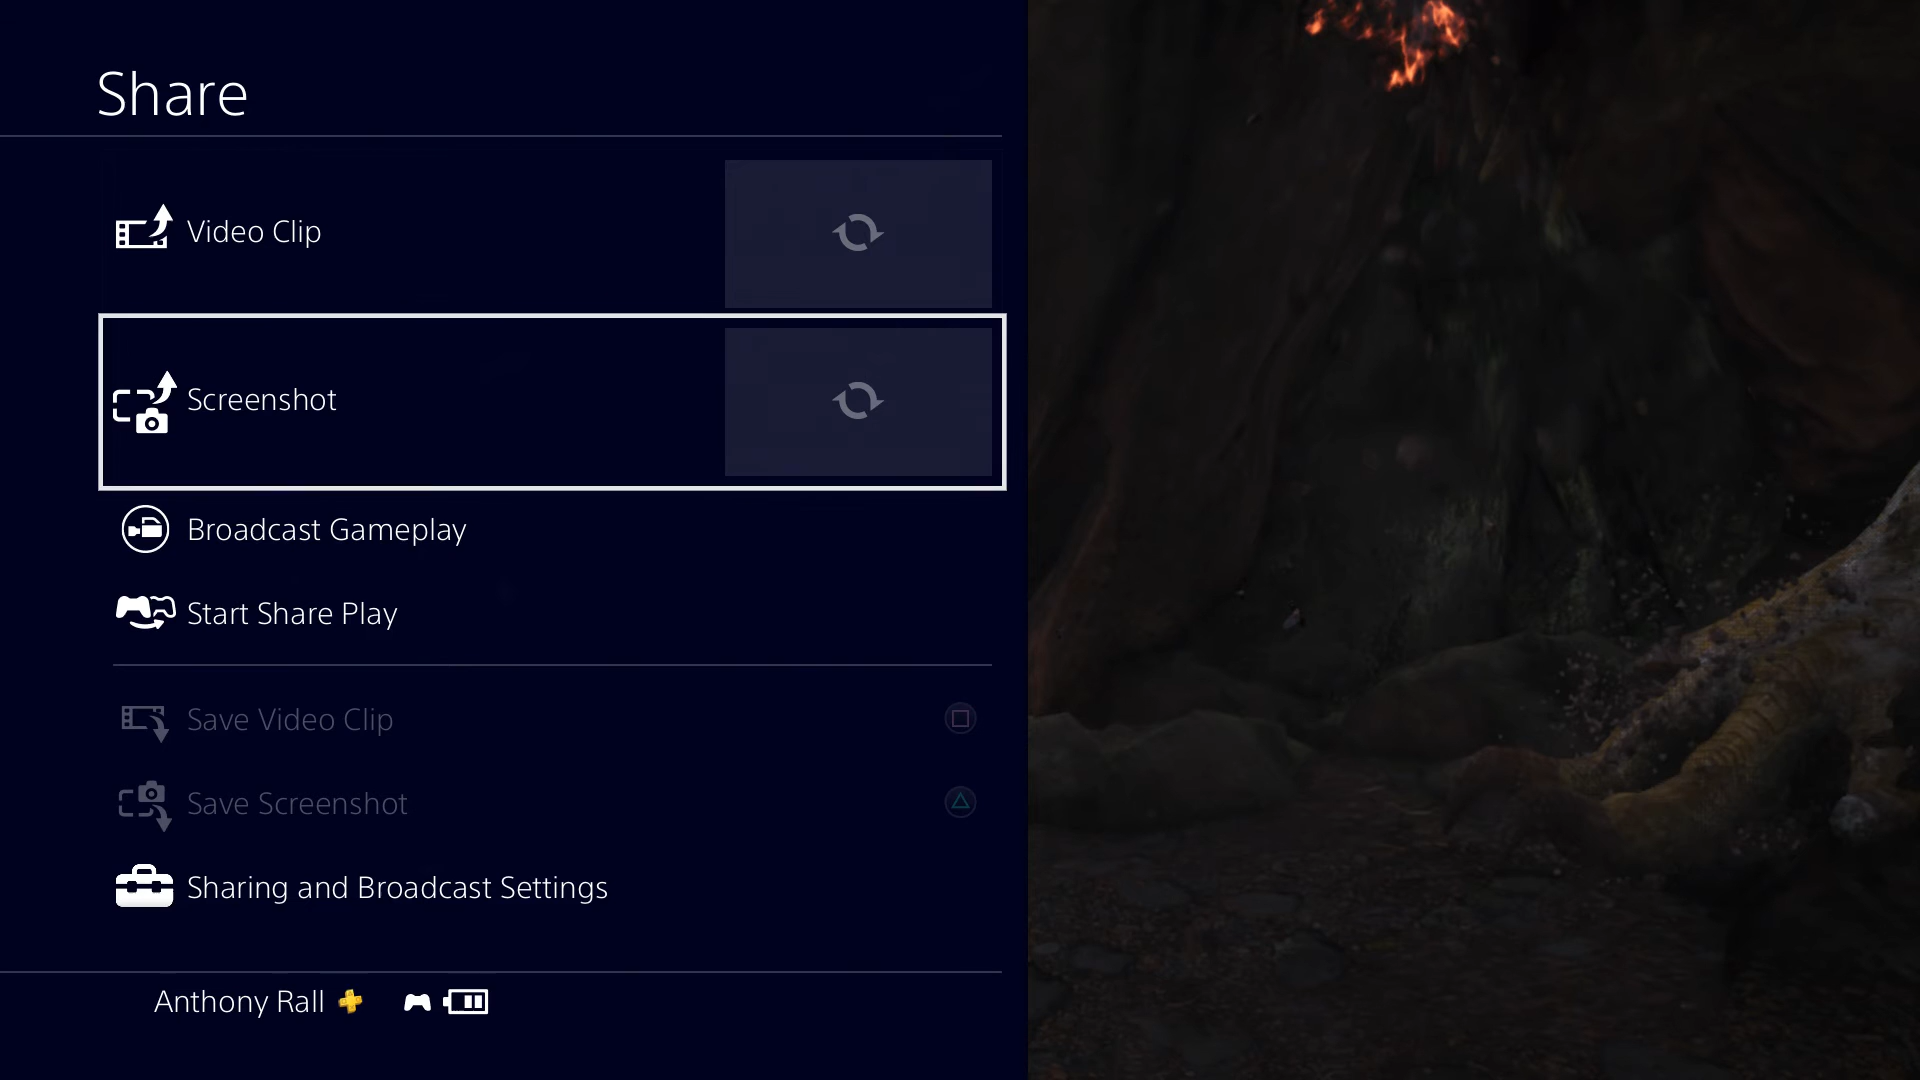 Share
Video Clip
Screenshot
Broadcast Gameplay
Start Share Play
Save Video Clip
Save Screenshot
Sharing and Broadcast Settings
Anthony Rall